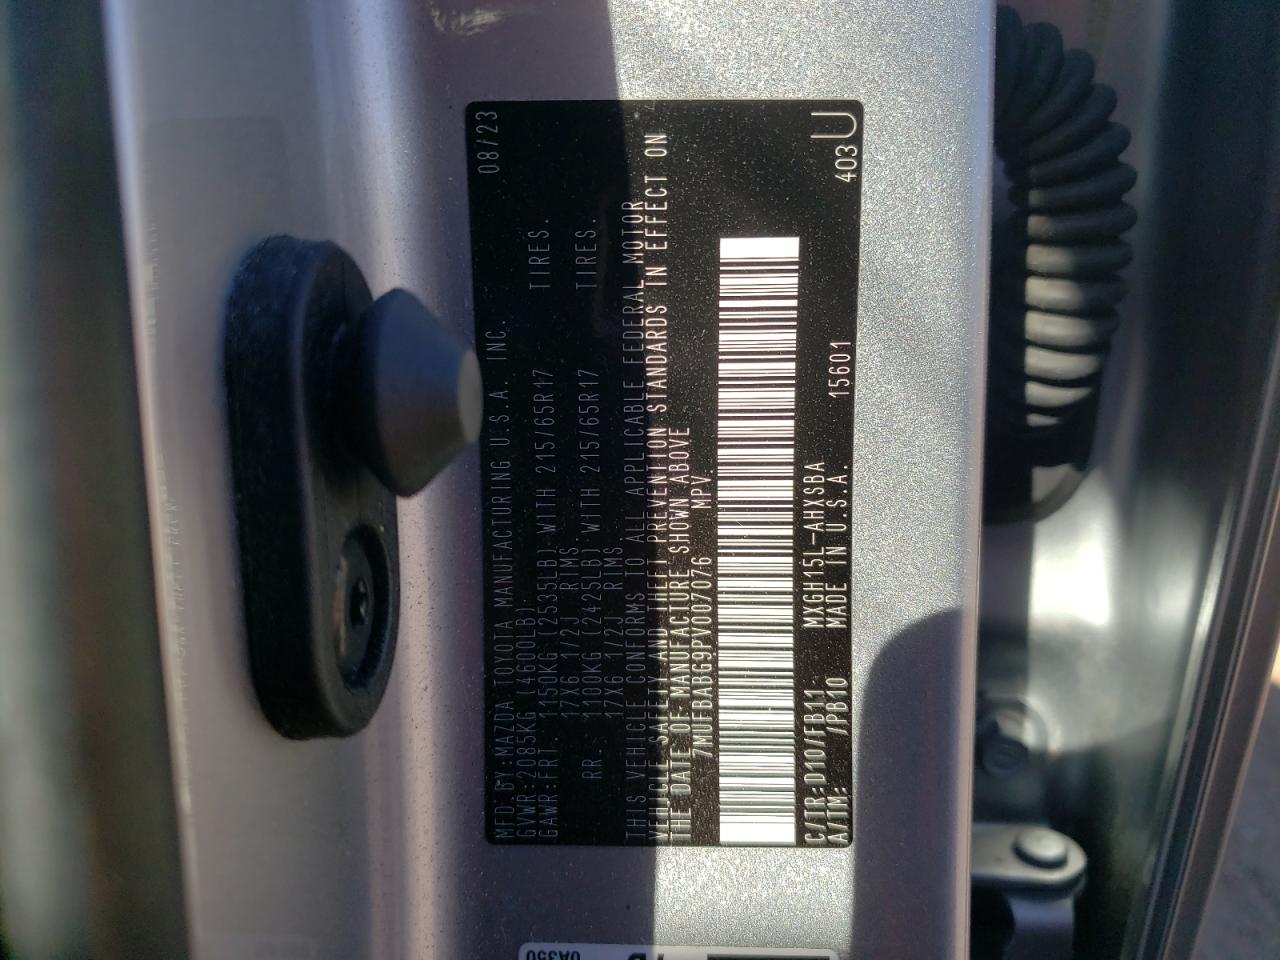 MFD. BY:MAZDA TOYOTA MANUFACTURING U.S.A. INC. 08/23
GVWR:2085KG (4600LB).
GAWR:FRT. 1150KG (2535LB) WITH 215/65R17 TIRES.
17X6 1/2J RIMS
RR. 1100KG (2425LB) WITH 215/65R17 TIRES.
17X6 1/2J RIMS
THIS VEHICLE CONFORMS TO ALL APPLICABLE FEDERAL MOTOR
VEHICLE SAFETY AND THEFT PREVENTION STANDARDS IN EFFECT ON
THE DATE OF MANUFACTURE SHOWN ABOVE
7MUFBABG9PV007076 MPV
C/TR:D10/FB11 MXGH15L-AHXSBA 15601 403 U
A/TM: /PB10 MADE IN U.S.A.
0A350